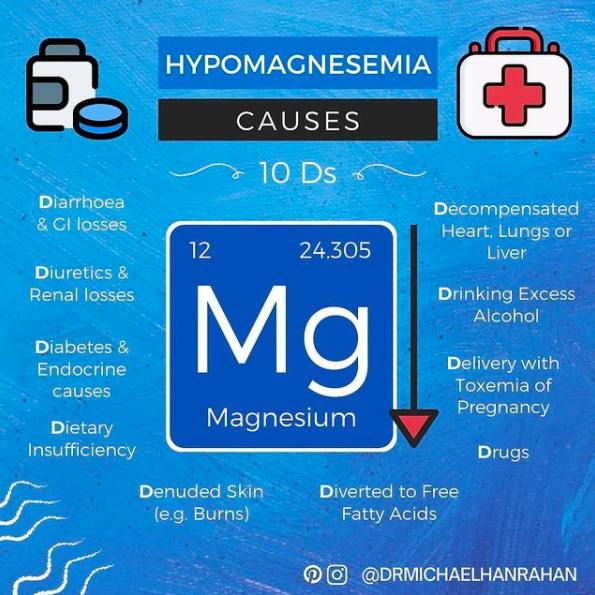 HYPOMAGNESEMIA
CAUSES
10 Ds
Diarrhoea
& GI losses
Diuretics &
Renal losses
Diabetes &
Endocrine
causes
Dietary
Insufficiency
12
24.305
Mg
Magnesium
Decompensated
Heart, Lungs or
Liver
Drinking Excess
Alcohol
Delivery with
Toxemia of
Pregnancy
Drugs
Denuded Skin
(e.g. Burns)
Diverted to Free
Fatty Acids
@DRMICHAELHANRAHAN